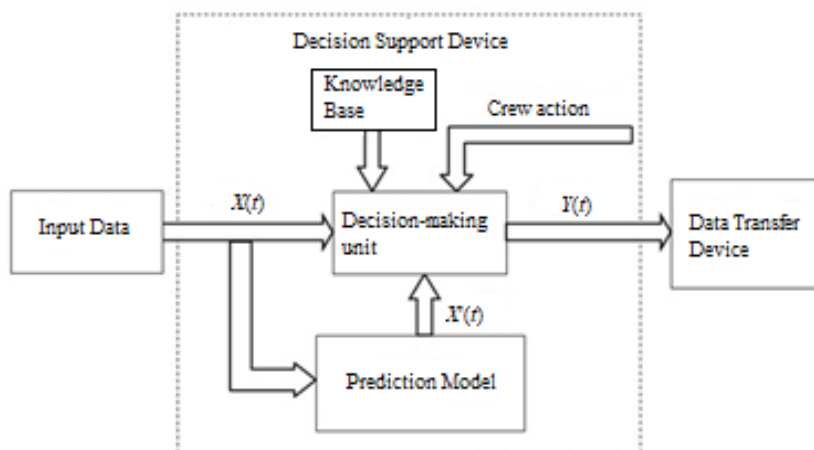 Decision Support Device
Knowledge
Base
Crew action
X(t)
Y(t)
Input Data
Decision-making
unit
Data Transfer
Device
X'(t)
Prediction Model